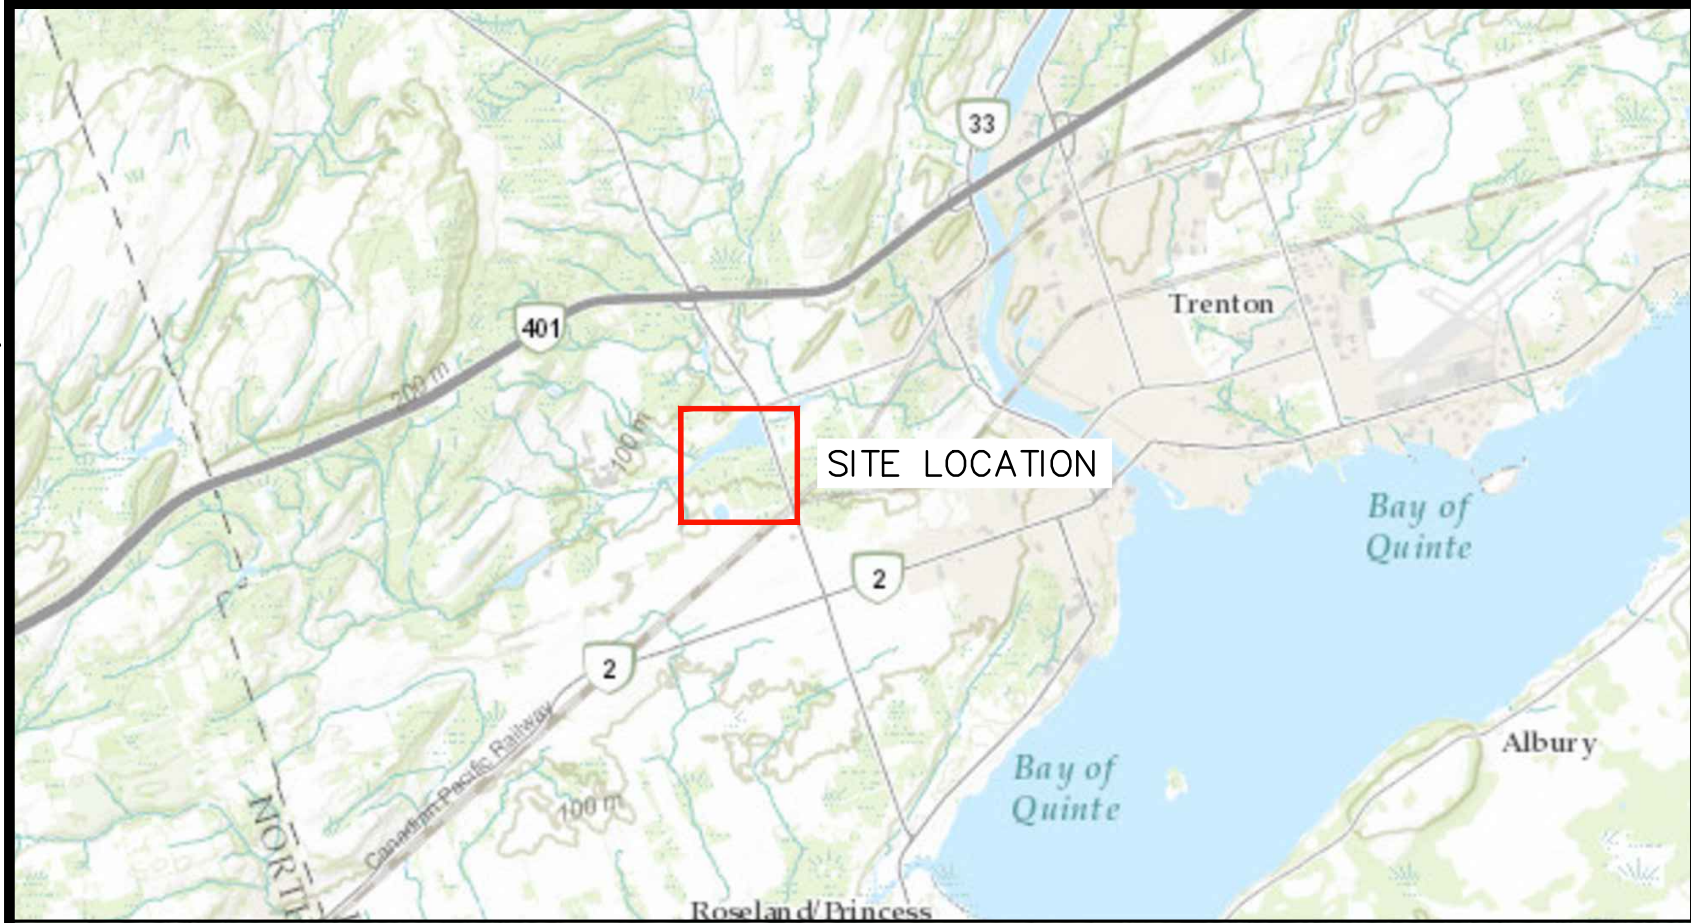 33
Trenton
401
200 m
100 m
SITE LOCATION
Bay of
Quinte
2
2
Canadian Pacific Railway
Albury
Bay of
Quinte
100 m
NORTH
Roseland/Princess